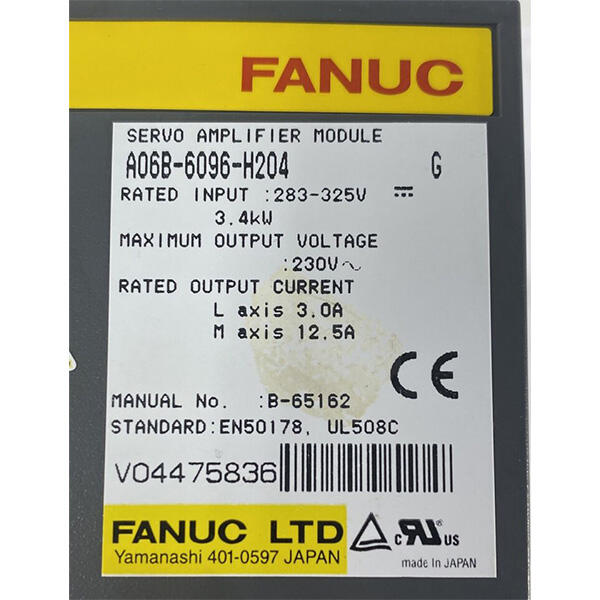 FANUC
SERVO AMPLIFIER MODULE
A06B-6096-H204 G
RATED INPUT :283-325V ⎓
3.4kW
MAXIMUM OUTPUT VOLTAGE
:230V~
RATED OUTPUT CURRENT
L axis 3.0A
M axis 12.5A
CE
MANUAL No. :B-65162
STANDARD:EN50178, UL508C
V04475836
FANUC LTD
Yamanashi 401-0597 JAPAN
c RU US
made in JAPAN